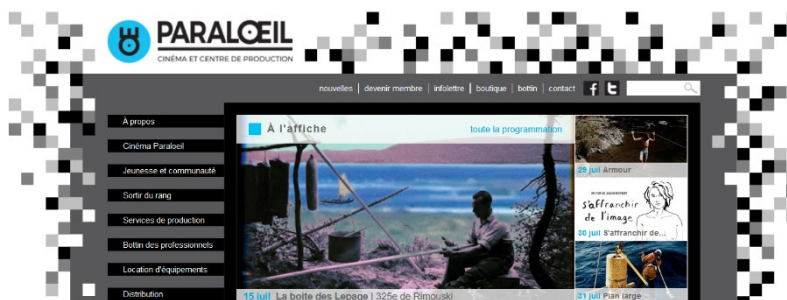 PARALŒIL
CINÉMA ET CENTRE DE PRODUCTION
nouvelles | devenir membre | infolettre | boutique | bottin | contact
À propos
Cinéma Paraloeil
Jeunesse et communauté
Sortir du rang
Services de production
Bottin des professionnels
Location d'équipements
Distribution
À l'affiche
toute la programmation
15 juil La boite des Lepage | 325e de Rimouski
29 juil Armour
s'affranchir
de l'image
30 juil S'affranchir de...
31 juil Plan large